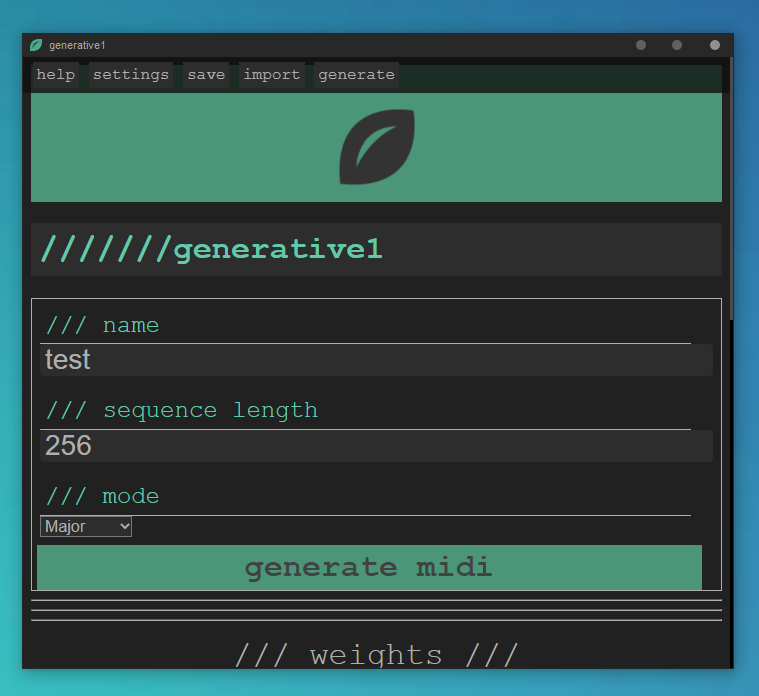 generative1
help settings save import generate
///////generative1
/// name
test
/// sequence length
256
/// mode
Major
generate midi
/// weights ///